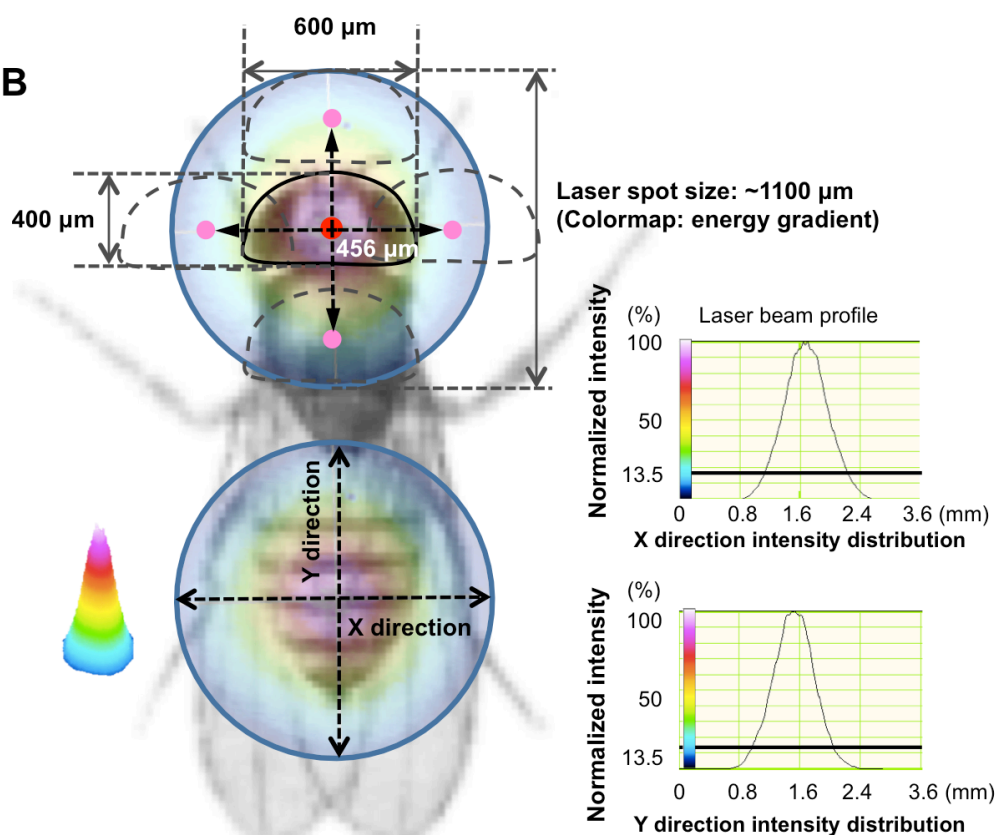 B
600 µm
400 µm
456 µm
Laser spot size: ~1100 µm
(Colormap: energy gradient)
Y direction
X direction
Normalized intensity
(%)
Laser beam profile
100
50
13.5
0 0.8 1.6 2.4 3.6 (mm)
X direction intensity distribution
Normalized intensity
(%)
100
50
13.5
0 0.8 1.6 2.4 3.6 (mm)
Y direction intensity distribution